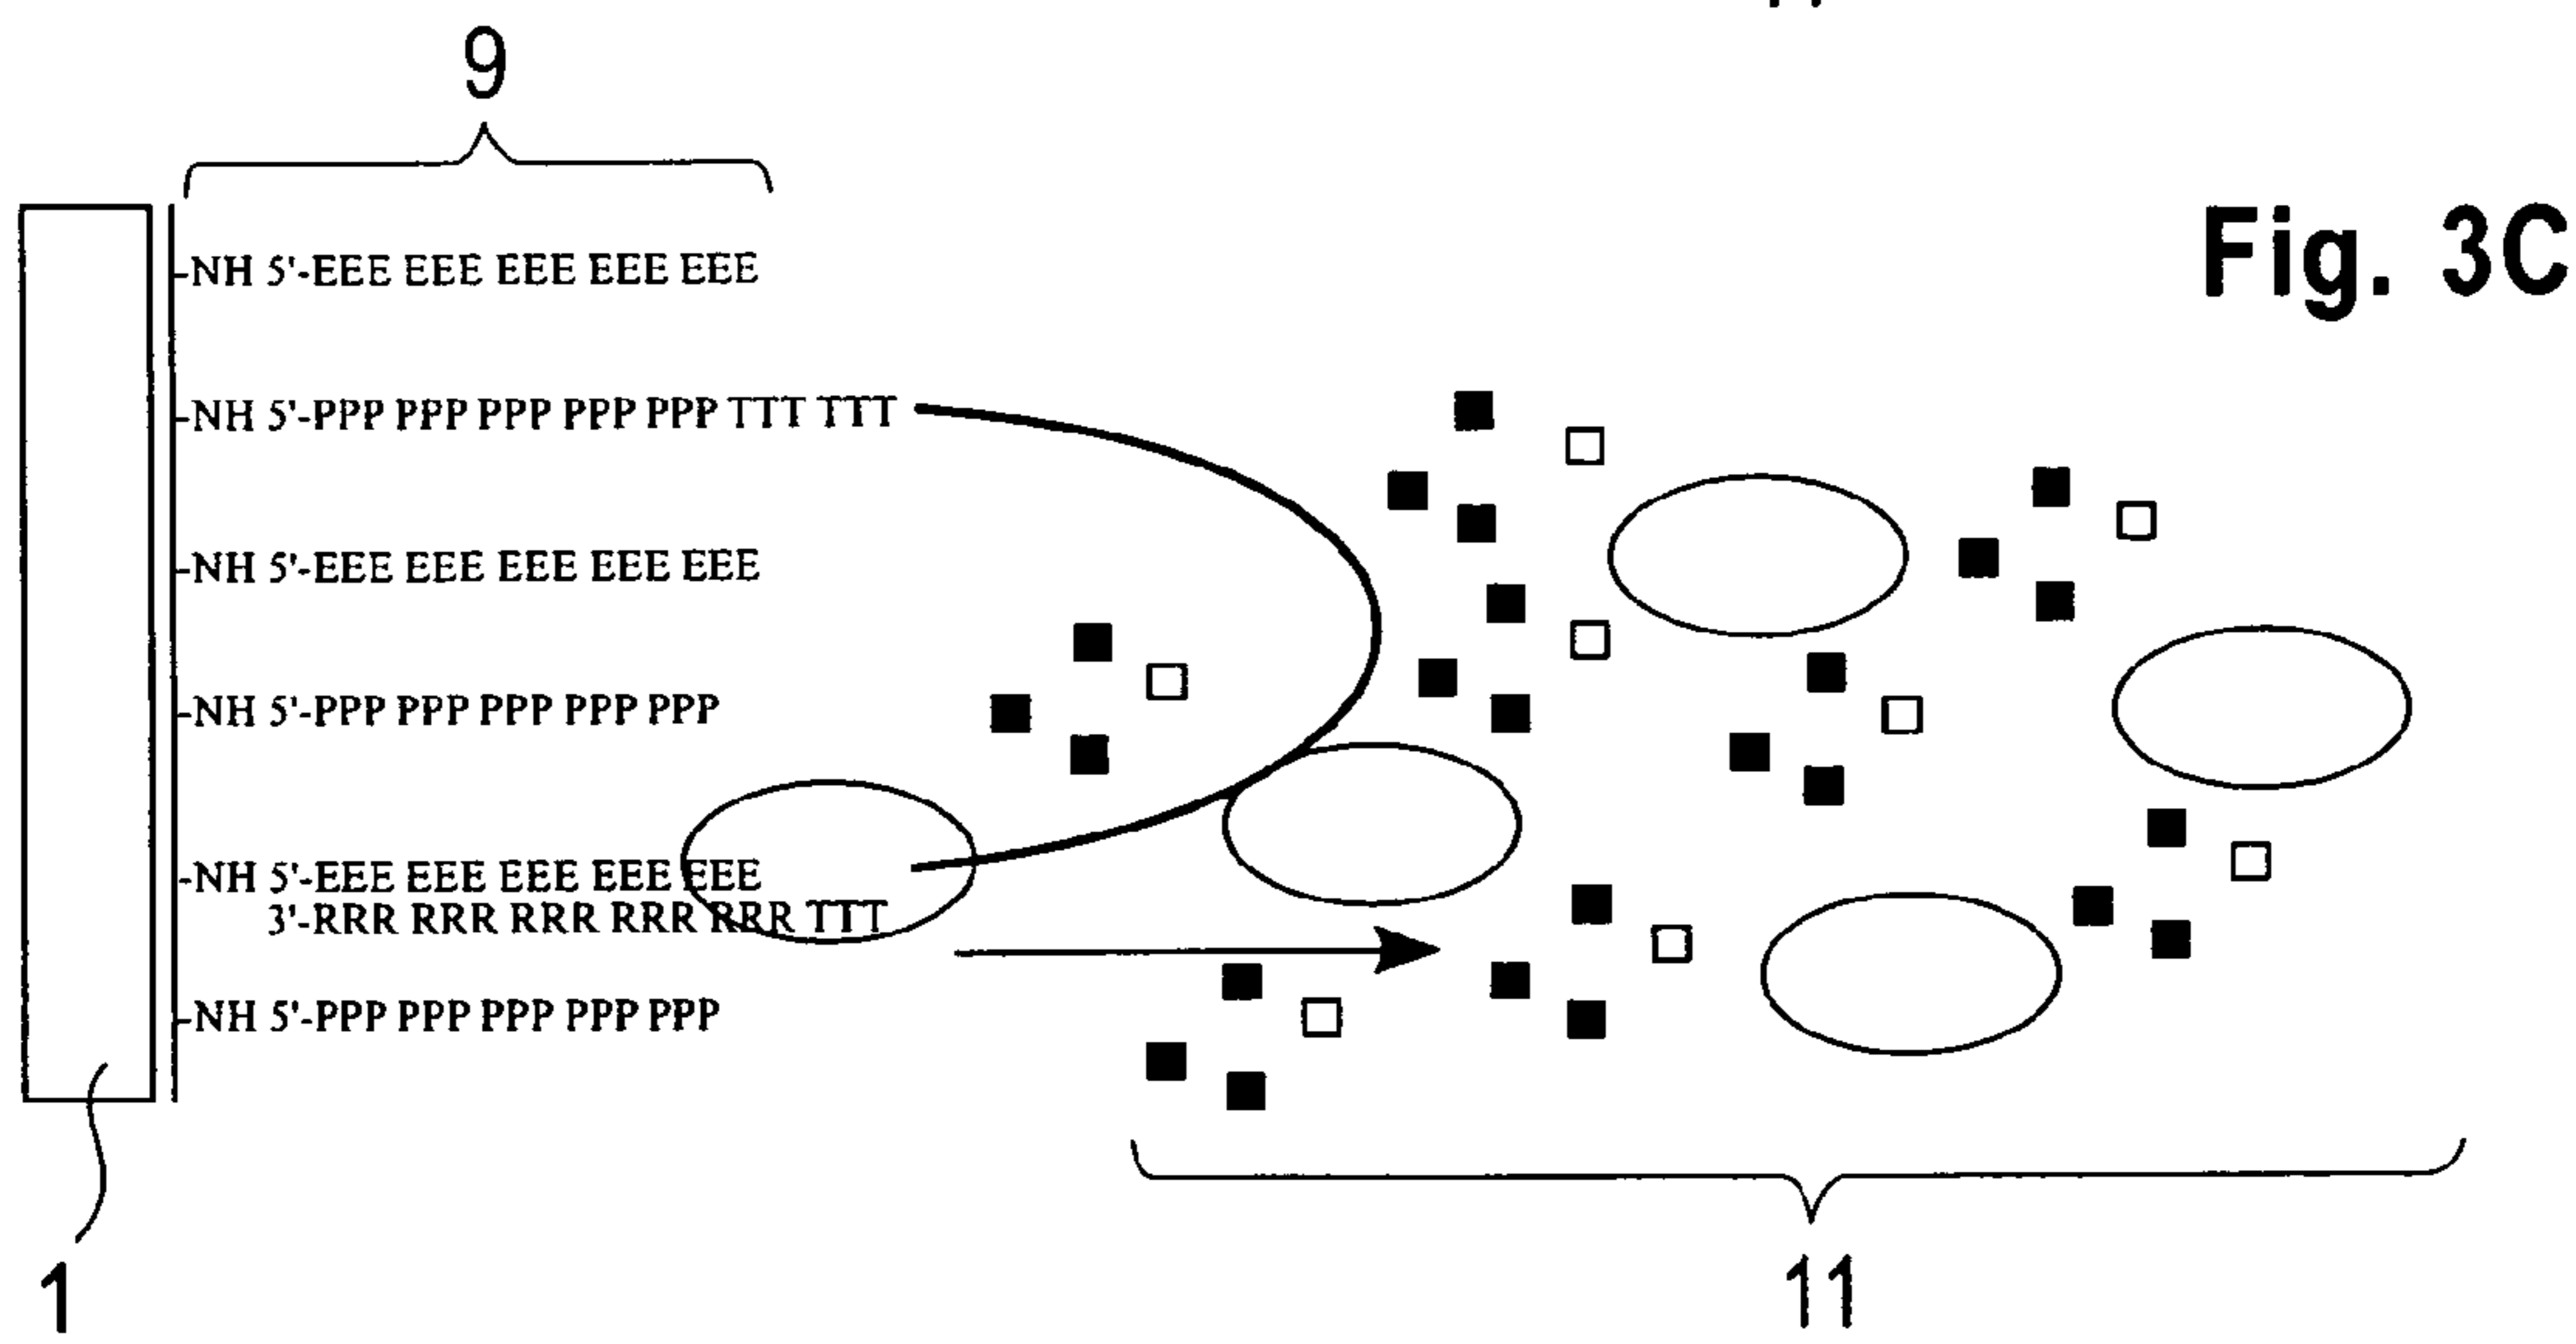 9
Fig. 3C
-NH 5'-EEE EEE EEE EEE EEE
-NH 5'-PPP PPP PPP PPP PPP TTT TTT
-NH 5'-EEE EEE EEE EEE EEE
-NH 5'-PPP PPP PPP PPP PPP
-NH 5'-EEE EEE EEE EEE EEE
3'-RRR RRR RRR RRR RRR TTT
-NH 5'-PPP PPP PPP PPP PPP
1
11